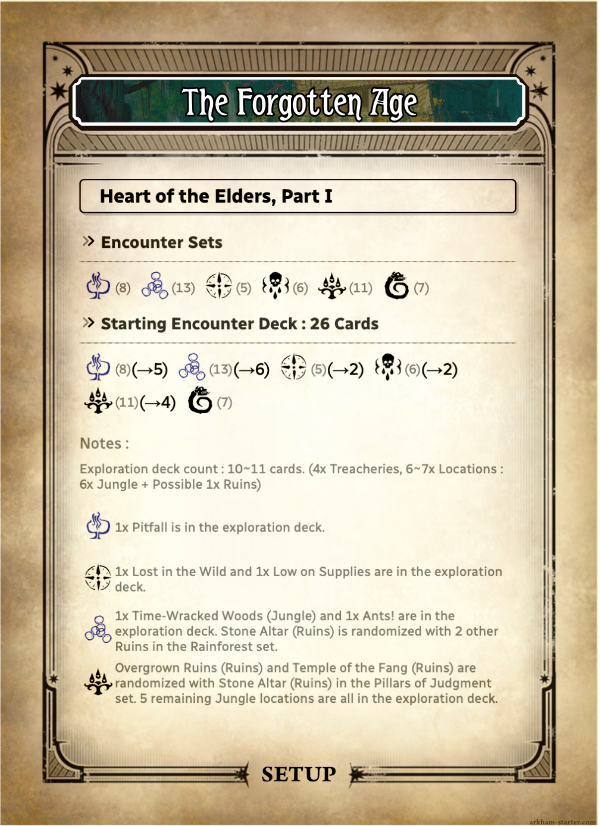 The Forgotten Age
Heart of the Elders, Part I
» Encounter Sets
(8) (13) (5) (6) (11) (7)
» Starting Encounter Deck : 26 Cards
(8)(→5) (13)(→6) (5)(→2) (6)(→2)
(11)(→4) (7)
Notes :
Exploration deck count : 10~11 cards. (4x Treacheries, 6~7x Locations :
6x Jungle + Possible 1x Ruins)
1x Pitfall is in the exploration deck.
1x Lost in the Wild and 1x Low on Supplies are in the exploration
deck.
1x Time-Wracked Woods (Jungle) and 1x Ants! are in the
exploration deck. Stone Altar (Ruins) is randomized with 2 other
Ruins in the Rainforest set.
Overgrown Ruins (Ruins) and Temple of the Fang (Ruins) are
randomized with Stone Altar (Ruins) in the Pillars of Judgment
set. 5 remaining Jungle locations are all in the exploration deck.
SETUP
arkham-starter.com